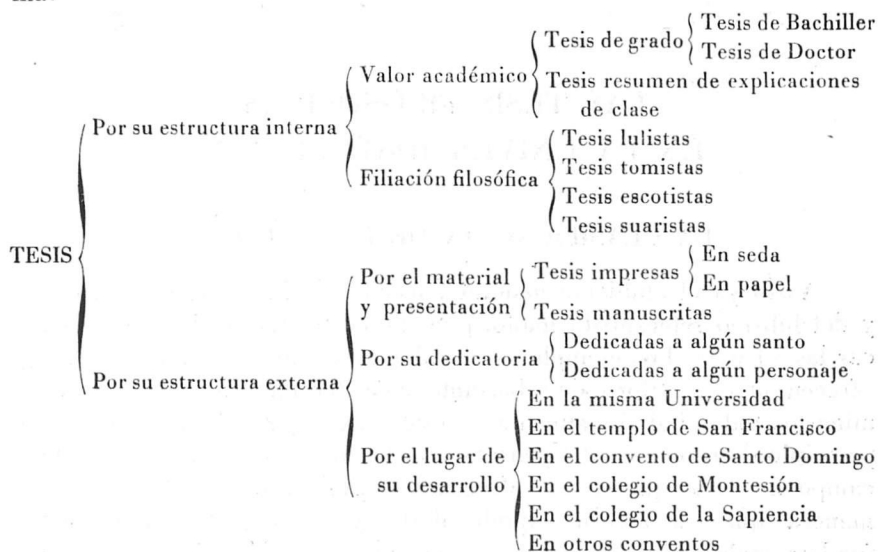 Tesis de Bachiller
Tesis de grado
Tesis de Doctor
Valor académico
Tesis resumen de explicaciones
de clase
Por su estructura interna
Tesis lulistas
Tesis tomistas
Filiación filosófica
Tesis escotistas
Tesis suaristas
TESIS
En seda
Por el material
Tesis impresas
En papel
y presentación
Tesis manuscritas
Dedicadas a algún santo
Por su dedicatoria
Dedicadas a algún personaje
Por su estructura externa
En la misma Universidad
En el templo de San Francisco
Por el lugar de
En el convento de Santo Domingo
su desarrollo
En el colegio de Montesión
En el colegio de la Sapiencia
En otros conventos